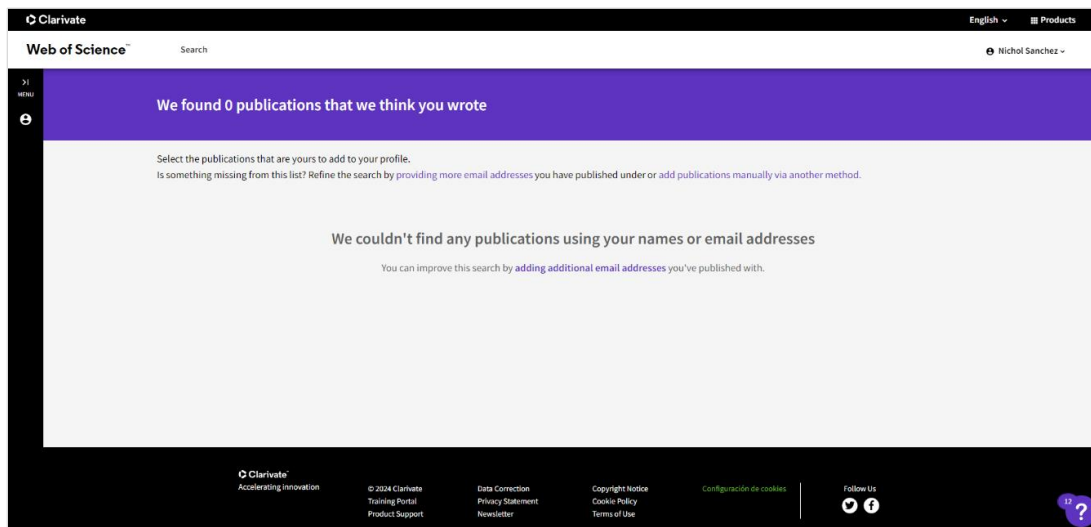 Clarivate
English
Products
Web of Science™
Search
Nichol Sanchez
MENU
We found 0 publications that we think you wrote
Select the publications that are yours to add to your profile.
Is something missing from this list? Refine the search by providing more email addresses you have published under or add publications manually via another method.
We couldn't find any publications using your names or email addresses
You can improve this search by adding additional email addresses you've published with.
Clarivate™
Accelerating innovation
© 2024 Clarivate
Training Portal
Product Support
Data Correction
Privacy Statement
Newsletter
Copyright Notice
Cookie Policy
Terms of Use
Configuración de cookies
Follow Us
12
?